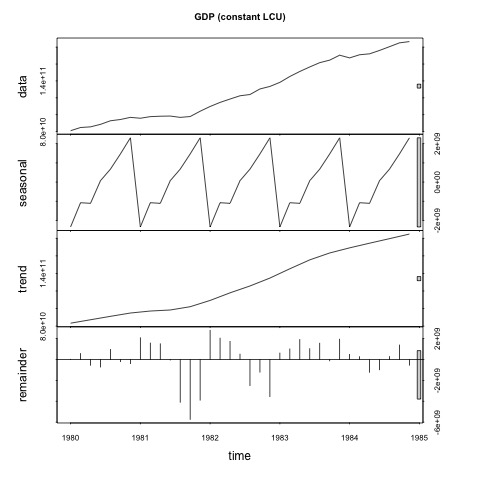 GDP (constant LCU)
data
8.0e+10 1.4e+11
seasonal
-2e+09 0e+00 2e+09
trend
8.0e+10 1.4e+11
remainder
-6e+09 -2e+09 2e+09
1980 1981 1982 1983 1984 1985
time